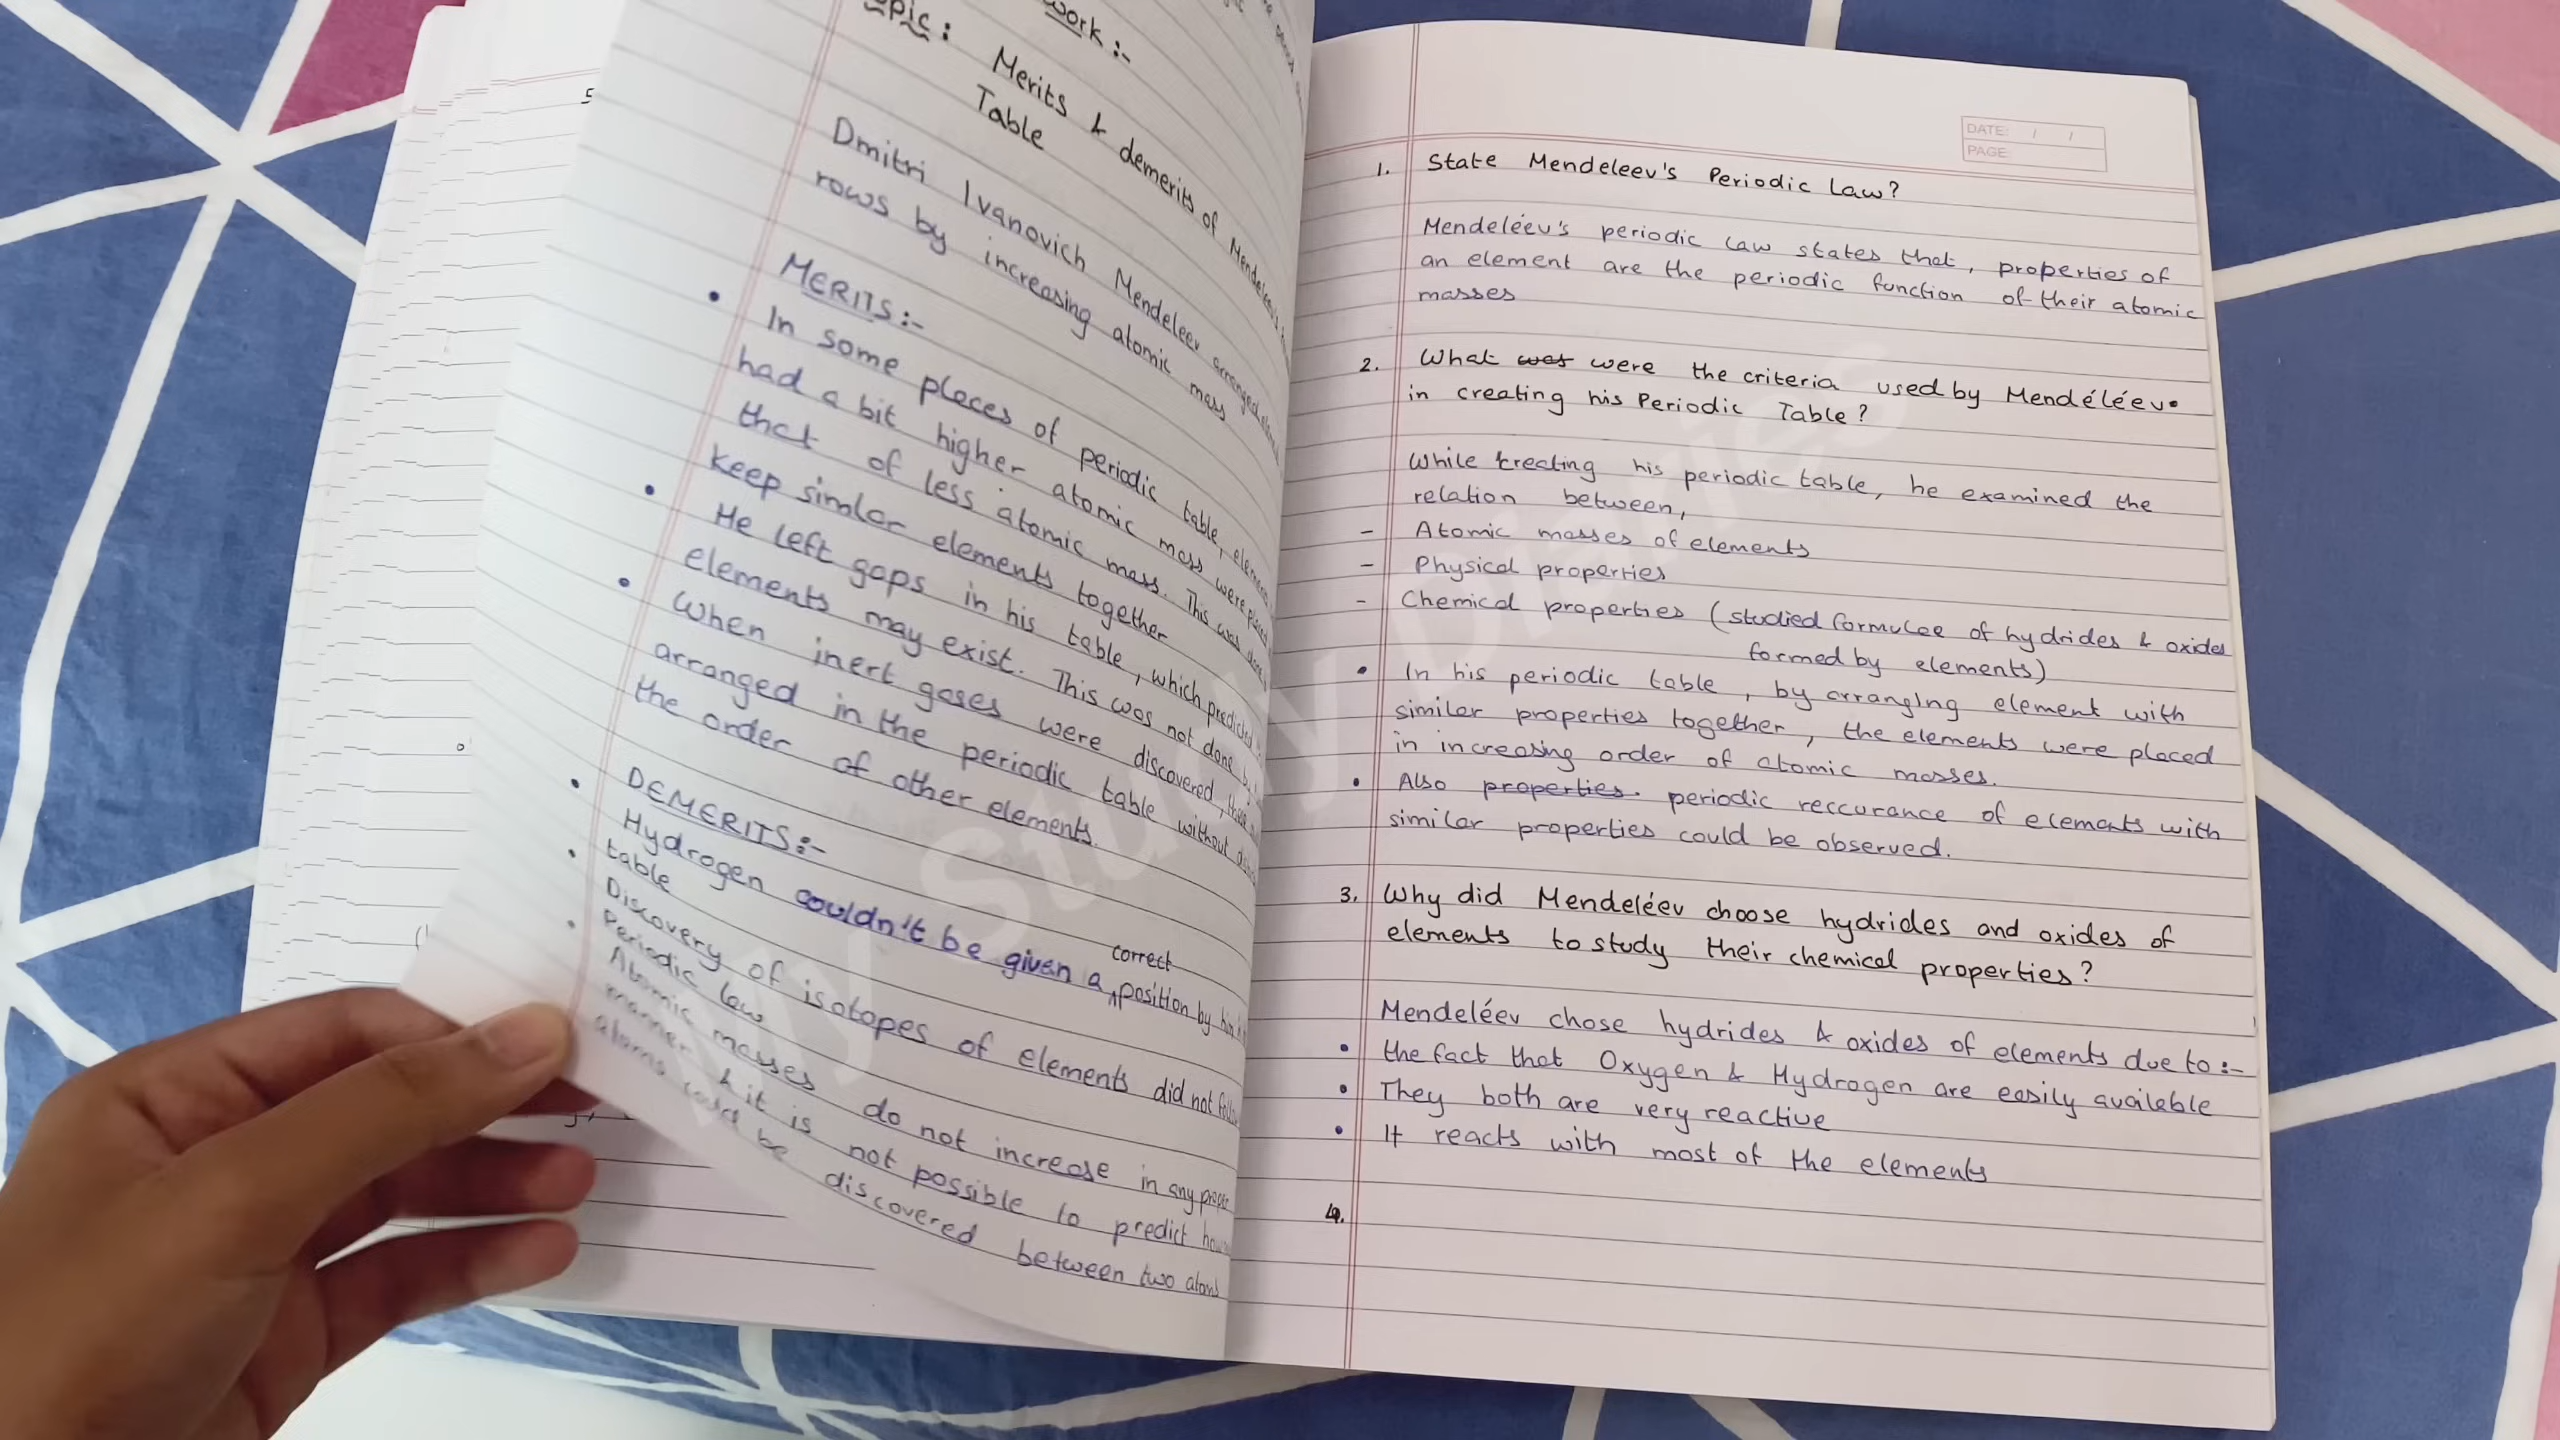 work :-
Topic : Merits & demerits of Mendeleev's
Table
Dmitri Ivanovich Mendeleev arranged
rows by increasing atomic mass
MERITS :-
• In some places of periodic table, element
had a bit higher atomic mass were placed
that of less atomic mass. This was done
keep similar elements together
• He left gaps in his table, which predicted
elements may exist. This was not done by
• When inert gases were discovered, these
arranged in the periodic table without
the order of other elements.
DEMERITS :-
• Hydrogen couldn't be given a correct position by him
table
• Discovery of isotopes of elements did not
Periodic law
• Atomic masses do not increase in any proper
manner & it is not possible to predict how
atoms could be discovered between two atoms
DATE: / /
PAGE:
1. State Mendeleev's Periodic Law?
Mendeléev's periodic law states that, properties of
an element are the periodic function of their atomic
masses
2. What was were the criteria used by Mendéléev
in creating his Periodic Table?
While creating his periodic table, he examined the
relation between,
- Atomic masses of elements
- Physical properties
- Chemical properties (studied formulae of hydrides & oxides
formed by elements)
• In his periodic table, by arranging element with
similar properties together, the elements were placed
in increasing order of atomic masses.
• Also properties. periodic reccurance of elements with
similar properties could be observed.
3. Why did Mendeléev choose hydrides and oxides of
elements to study their chemical properties?
Mendeléev chose hydrides & oxides of elements due to :-
• the fact that Oxygen & Hydrogen are easily available
• They both are very reactive
• It reacts with most of the elements
4.
My Study Diaries